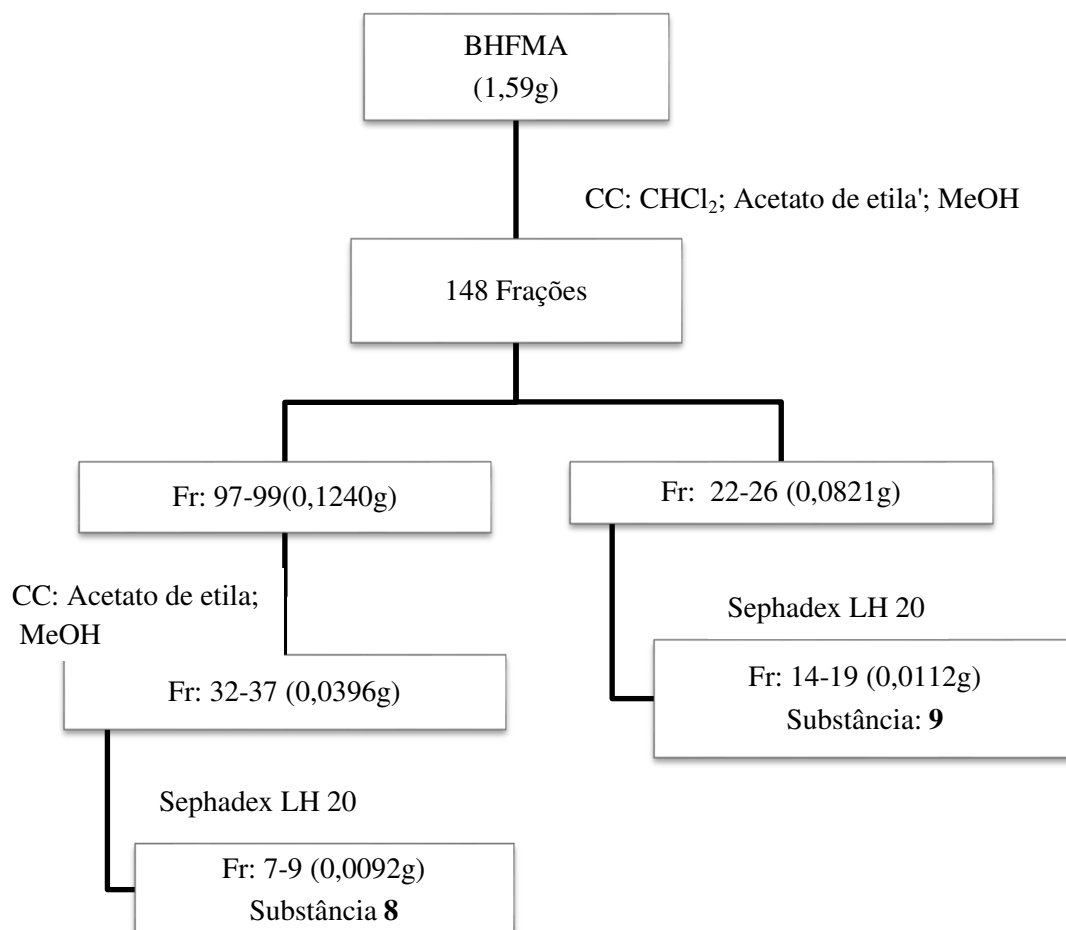 BHFMA
(1,59g)
CC: CHCl₂; Acetato de etila'; MeOH
148 Frações
Fr: 97-99(0,1240g)
Fr: 22-26 (0,0821g)
CC: Acetato de etila;
MeOH
Sephadex LH 20
Fr: 32-37 (0,0396g)
Fr: 14-19 (0,0112g)
Substância: 9
Sephadex LH 20
Fr: 7-9 (0,0092g)
Substância 8